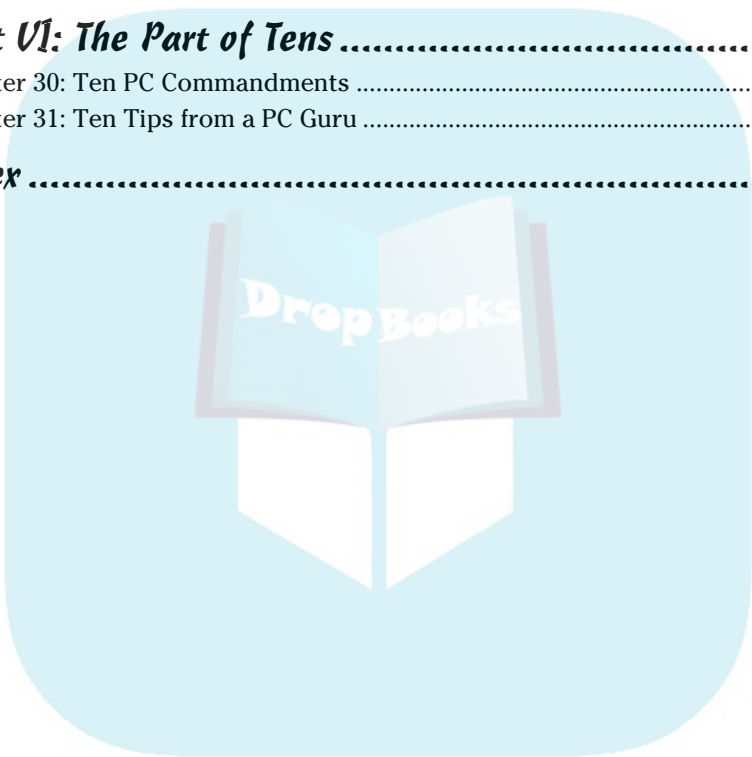 t VI: The Part of Tens ................................................
ter 30: Ten PC Commandments ................................................................
ter 31: Ten Tips from a PC Guru ..............................................................
ex ................................................................................
DropBooks